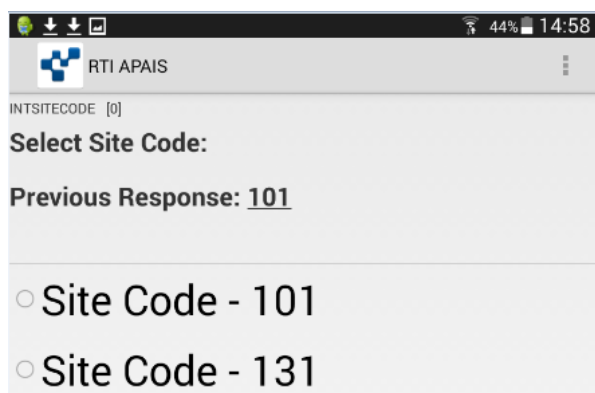 44% 14:58
RTI APAIS
INTSITECODE [0]
Select Site Code:
Previous Response: 101
Site Code - 101
Site Code - 131